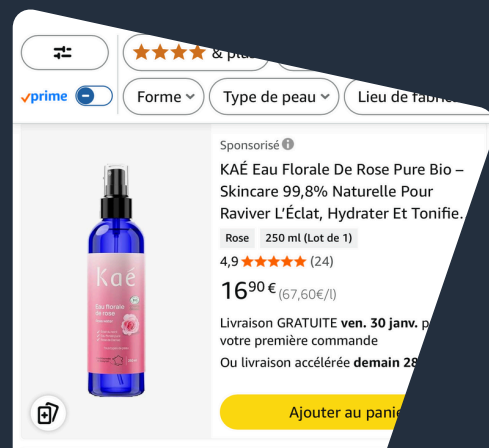 & plus
prime
Forme
Type de peau
Lieu de fabric
Sponsorisé
KAÉ Eau Florale De Rose Pure Bio –
Skincare 99,8% Naturelle Pour
Raviver L’Éclat, Hydrater Et Tonifie.
Rose 250 ml (Lot de 1)
4,9 (24)
16⁹⁰ € (67,60€/l)
Livraison GRATUITE ven. 30 janv. p
votre première commande
Ou livraison accélérée demain 28
Ajouter au panie
Kaé
Eau florale
de rose